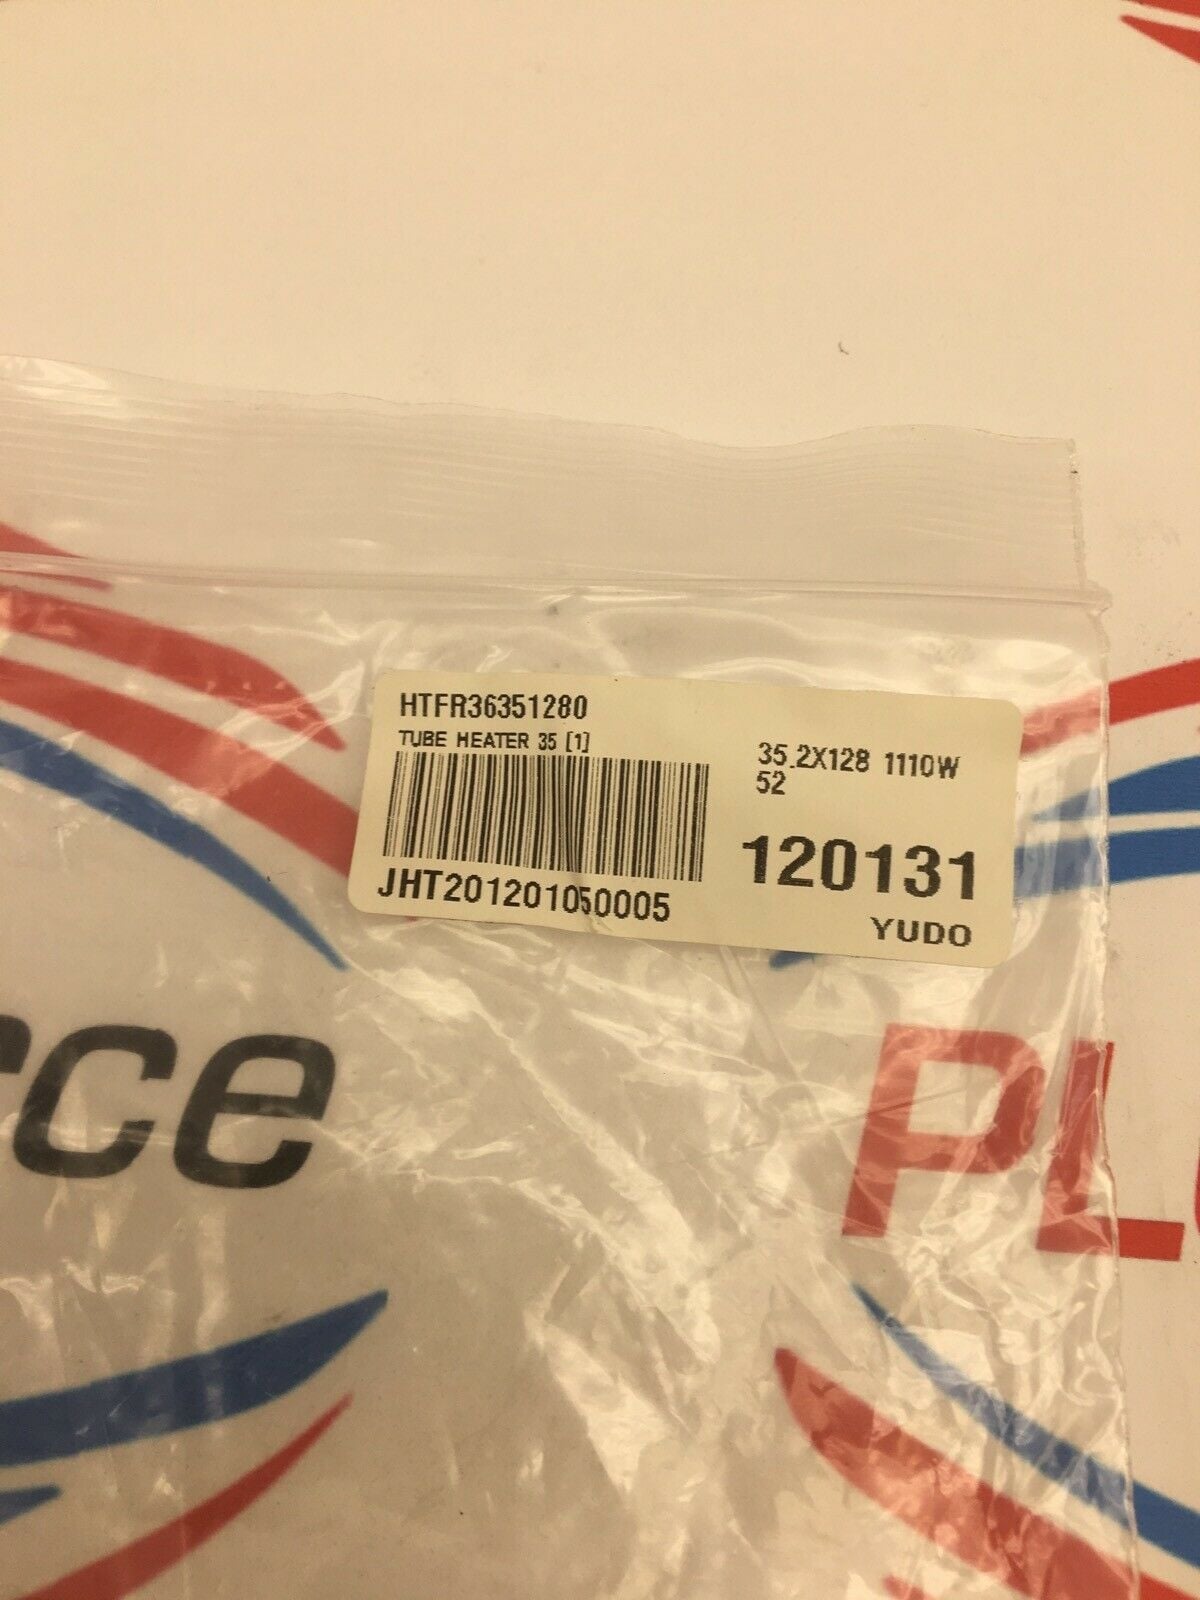 HTFR36351280
TUBE HEATER 35 [1]
35.2X128 1110W
52
120131
JHT201201050005
YUDO
rce
PL